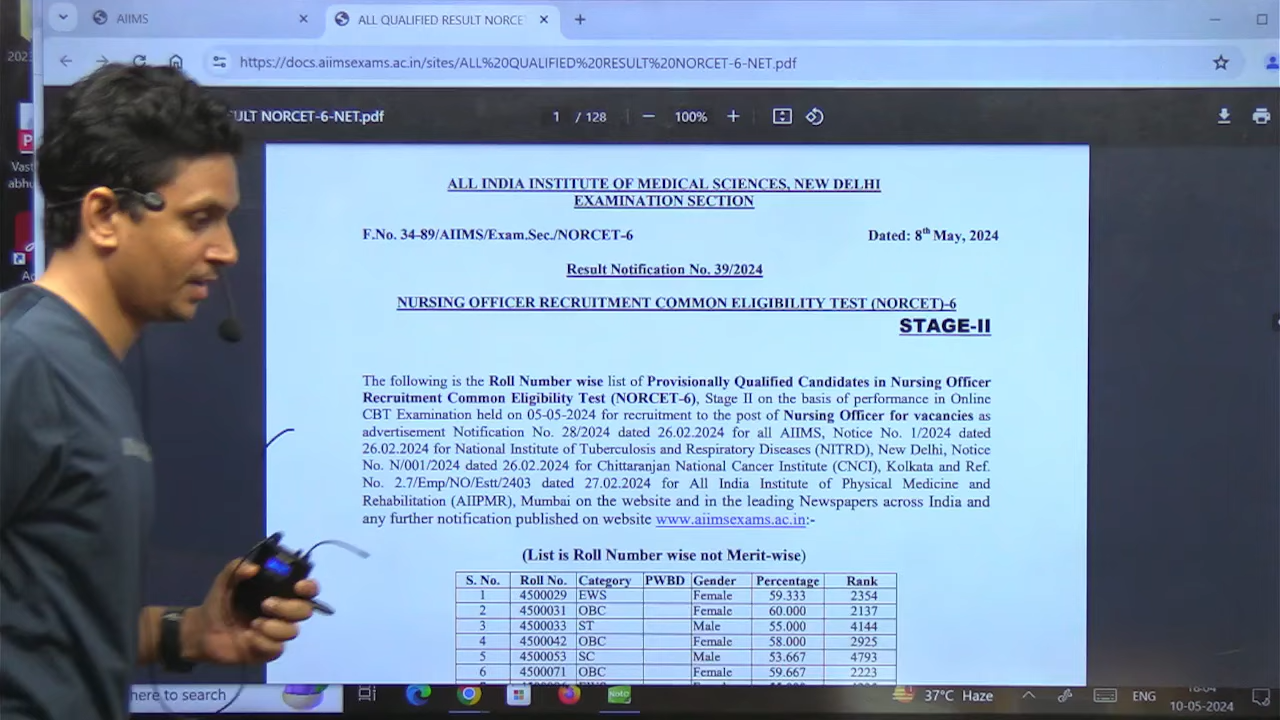 AIIMS
ALL QUALIFIED RESULT NORCE
https://docs.aiimsexams.ac.in/sites/ALL%20QUALIFIED%20RESULT%20NORCET-6-NET.pdf
2023
ULT NORCET-6-NET.pdf
1 / 128
100%
ALL INDIA INSTITUTE OF MEDICAL SCIENCES, NEW DELHI
EXAMINATION SECTION
F.No. 34-89/AIIMS/Exam.Sec./NORCET-6 Dated: 8th May, 2024
Result Notification No. 39/2024
NURSING OFFICER RECRUITMENT COMMON ELIGIBILITY TEST (NORCET)-6
STAGE-II
The following is the Roll Number wise list of Provisionally Qualified Candidates in Nursing Officer
Recruitment Common Eligibility Test (NORCET-6), Stage II on the basis of performance in Online
CBT Examination held on 05-05-2024 for recruitment to the post of Nursing Officer for vacancies as
advertisement Notification No. 28/2024 dated 26.02.2024 for all AIIMS, Notice No. 1/2024 dated
26.02.2024 for National Institute of Tuberculosis and Respiratory Diseases (NITRD), New Delhi, Notice
No. N/001/2024 dated 26.02.2024 for Chittaranjan National Cancer Institute (CNCI), Kolkata and Ref.
No. 2.7/Emp/NO/Estt/2403 dated 27.02.2024 for All India Institute of Physical Medicine and
Rehabilitation (AIIPMR), Mumbai on the website and in the leading Newspapers across India and
any further notification published on website www.aiimsexams.ac.in:-
(List is Roll Number wise not Merit-wise)
S. No. Roll No. Category PWBD Gender Percentage Rank
1 4500029 EWS Female 59.333 2354
2 4500031 OBC Female 60.000 2137
3 4500033 ST Male 55.000 4144
4 4500042 OBC Female 58.000 2925
5 4500053 SC Male 53.667 4793
6 4500071 OBC Female 59.667 2223
Vast
abhu
here to search
37°C Haze
ENG
10-05-2024